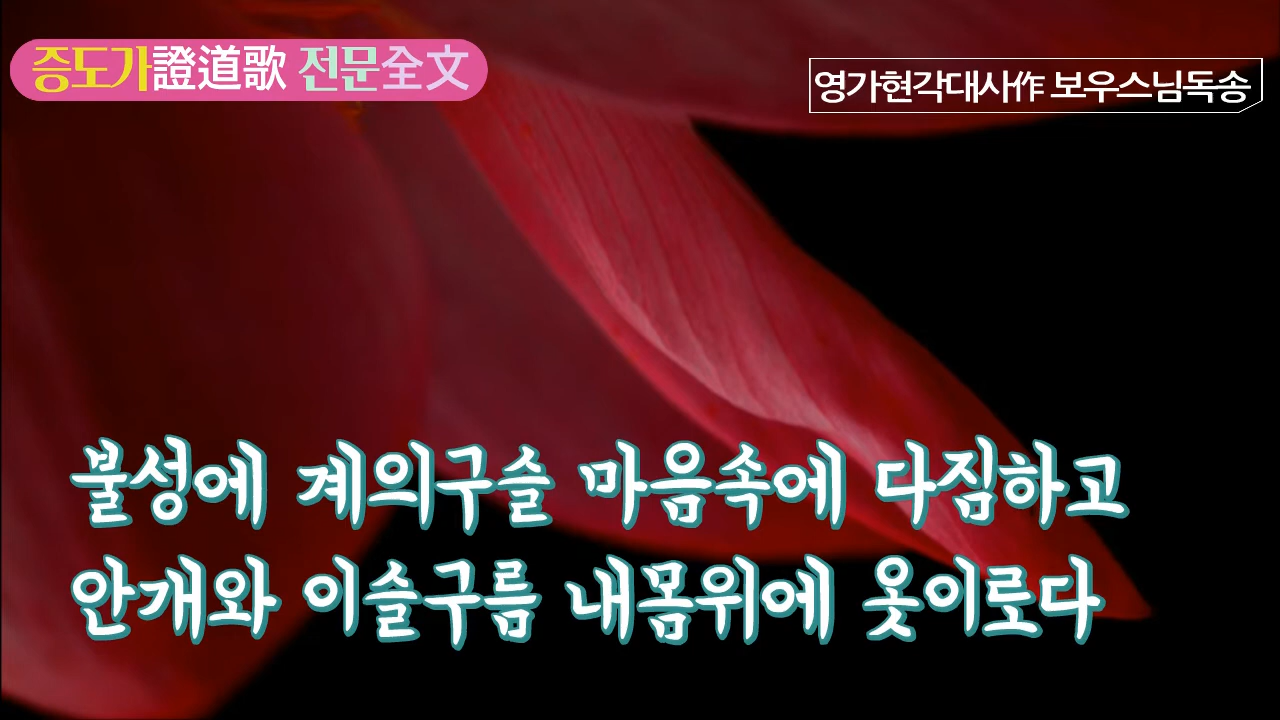 증도가證道歌 전문全文
영가현각대사作 보우스님독송
불성에 계의구슬 마음속에 다짐하고
안개와 이슬구름 내몸위에 옷이로다